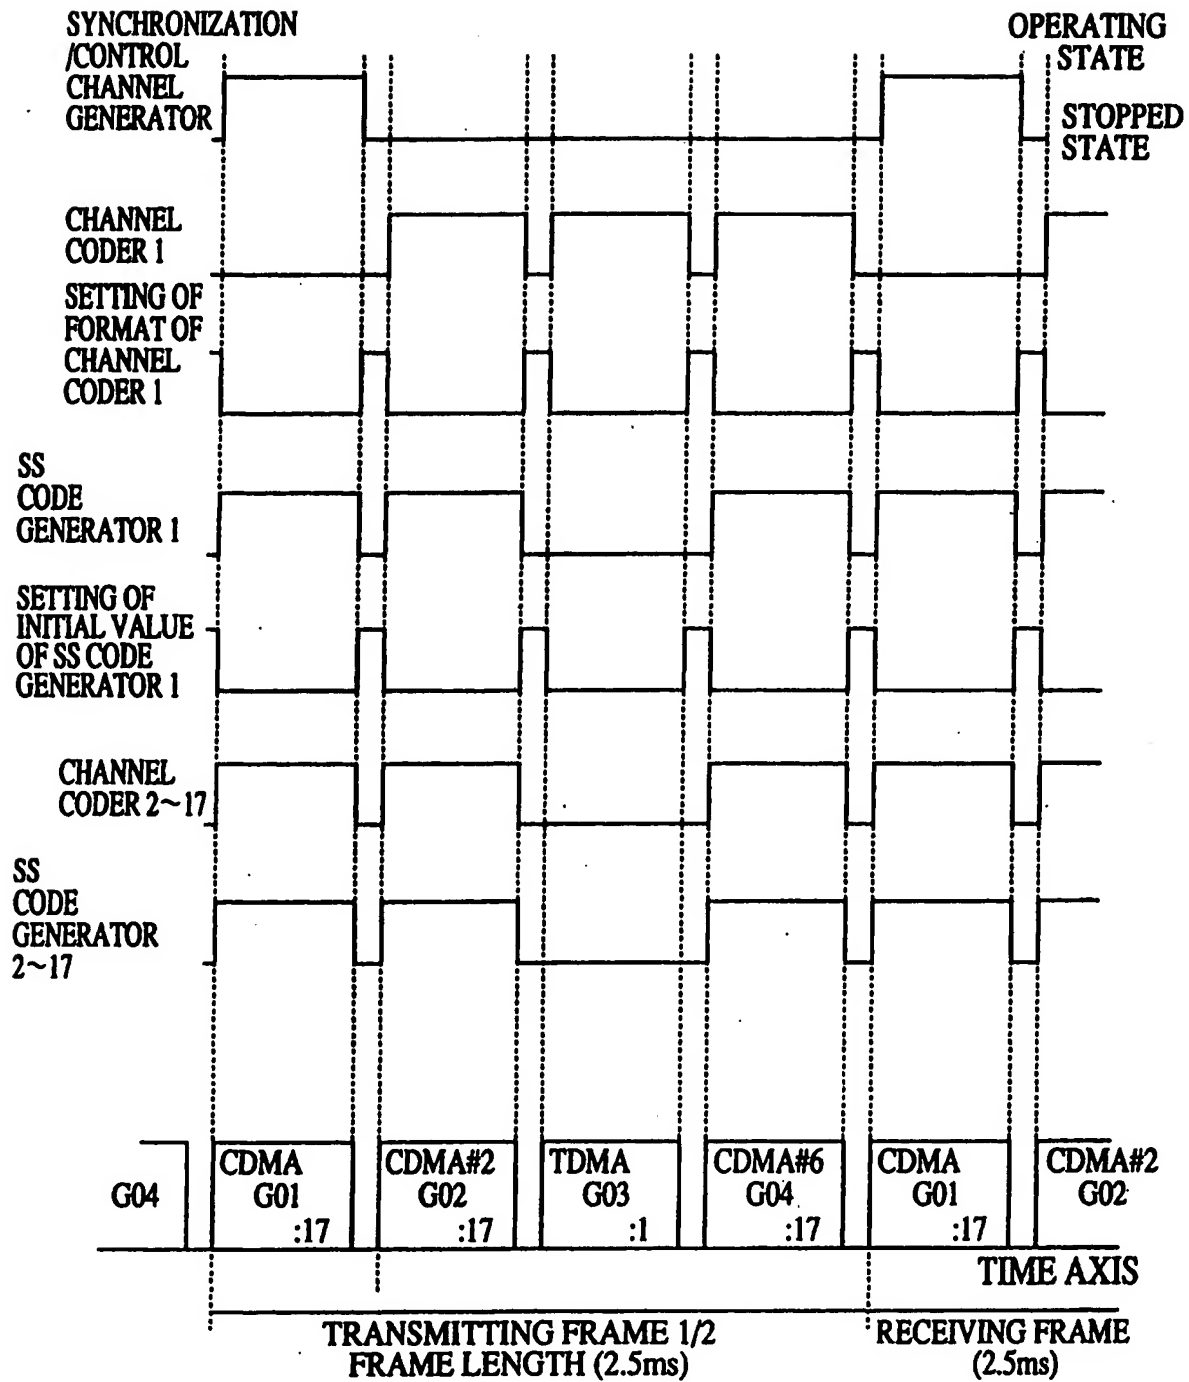 SYNCHRONIZATION
/CONTROL
CHANNEL
GENERATOR
OPERATING
STATE
STOPPED
STATE
CHANNEL
CODER 1
SETTING OF
FORMAT OF
CHANNEL
CODER 1
SS
CODE
GENERATOR 1
SETTING OF
INITIAL VALUE
OF SS CODE
GENERATOR 1
CHANNEL
CODER 2~17
SS
CODE
GENERATOR
2~17
G04
CDMA
G01
:17
CDMA#2
G02
:17
TDMA
G03
:1
CDMA#6
G04
:17
CDMA
G01
:17
CDMA#2
G02
TIME AXIS
TRANSMITTING FRAME 1/2
FRAME LENGTH (2.5ms)
RECEIVING FRAME
(2.5ms)